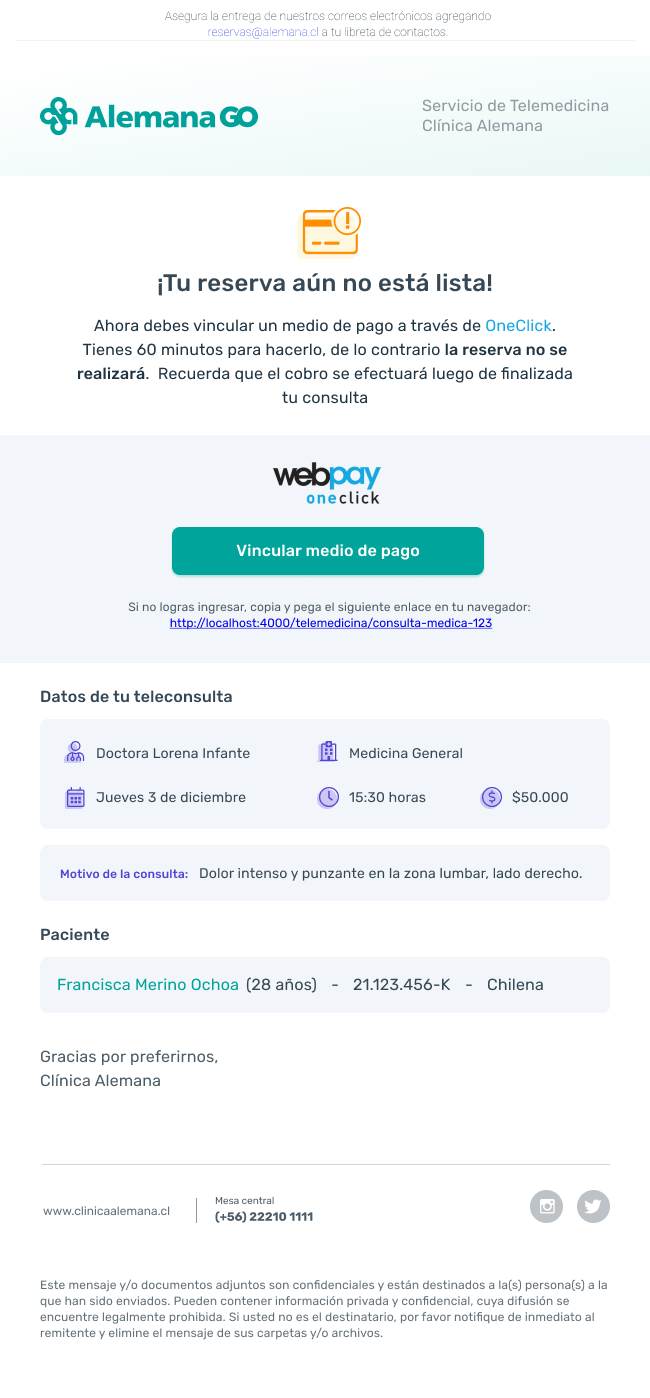 Asegura la entrega de nuestros correos electrónicos agregando
reservas@alemana.cl a tu libreta de contactos.
Alemana GO
Servicio de Telemedicina
Clínica Alemana
¡Tu reserva aún no está lista!
Ahora debes vincular un medio de pago a través de OneClick.
Tienes 60 minutos para hacerlo, de lo contrario la reserva no se
realizará. Recuerda que el cobro se efectuará luego de finalizada
tu consulta
webpay
oneclick
Vincular medio de pago
Si no logras ingresar, copia y pega el siguiente enlace en tu navegador:
http://localhost:4000/telemedicina/consulta-medica-123
Datos de tu teleconsulta
Doctora Lorena Infante
Medicina General
Jueves 3 de diciembre
15:30 horas
$50.000
Motivo de la consulta: Dolor intenso y punzante en la zona lumbar, lado derecho.
Paciente
Francisca Merino Ochoa (28 años) - 21.123.456-K - Chilena
Gracias por preferirnos,
Clínica Alemana
www.clinicaalemana.cl
Mesa central
(+56) 22210 1111
Este mensaje y/o documentos adjuntos son confidenciales y están destinados a la(s) persona(s) a la
que han sido enviados. Pueden contener información privada y confidencial, cuya difusión se
encuentre legalmente prohibida. Si usted no es el destinatario, por favor notifique de inmediato al
remitente y elimine el mensaje de sus carpetas y/o archivos.